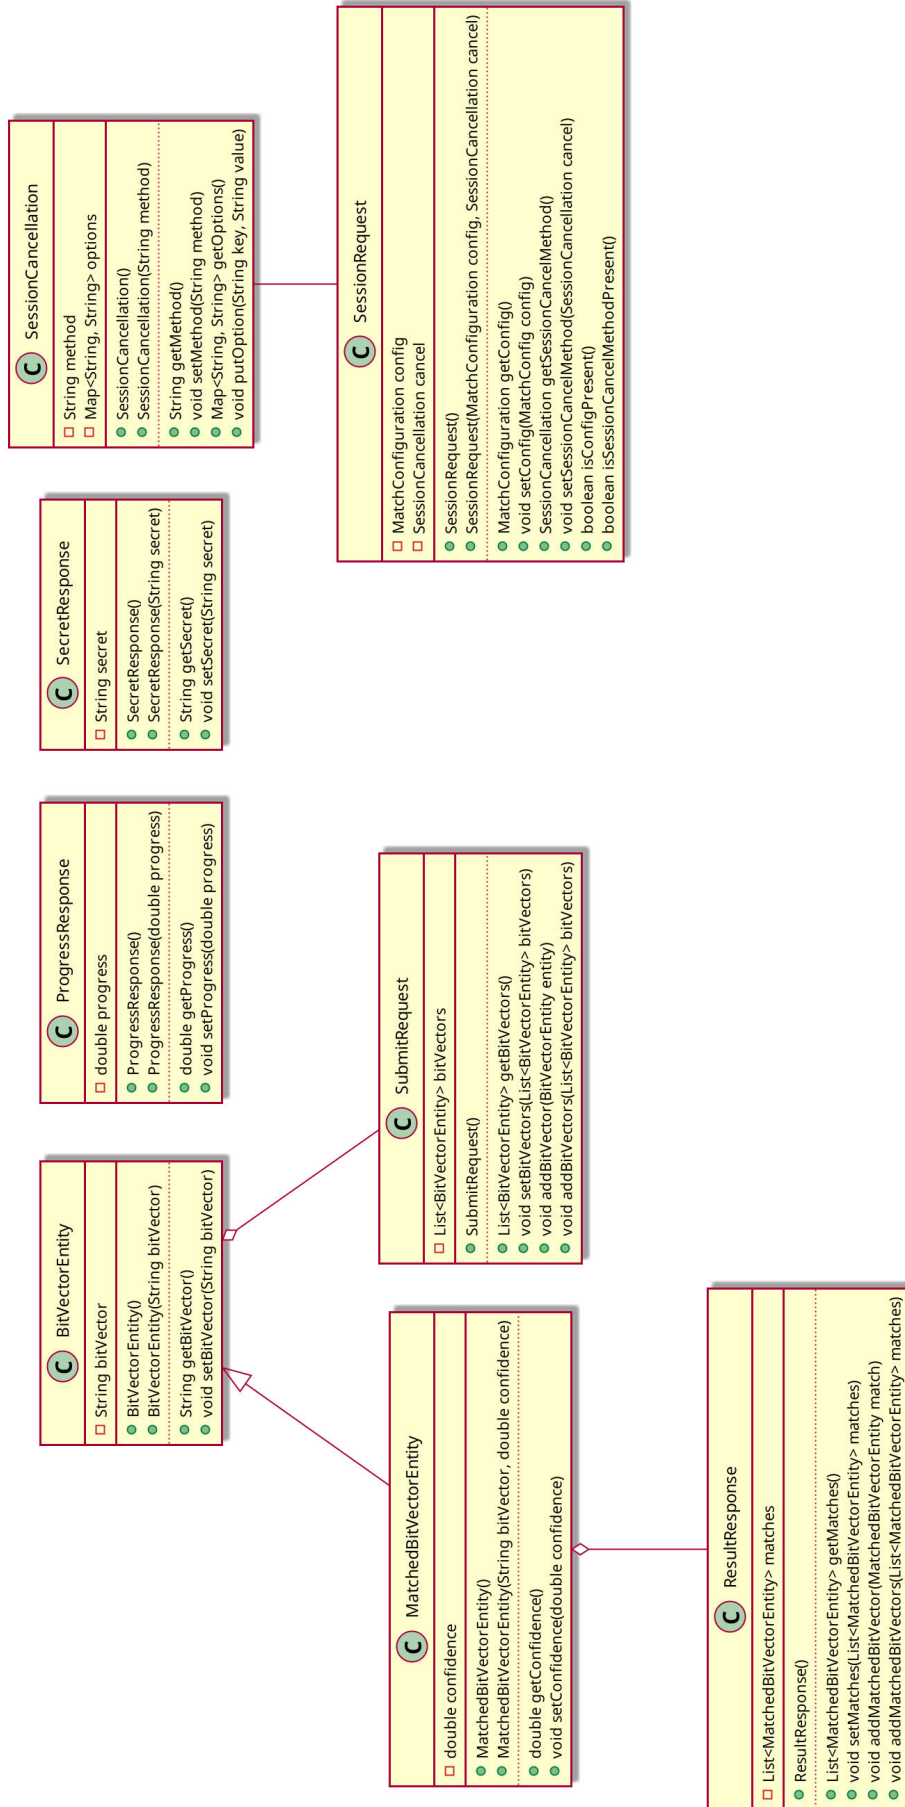 C BitVectorEntity
String bitVector
BitVectorEntity()
BitVectorEntity(String bitVector)
String getBitVector()
void setBitVector(String bitVector)
C ProgressResponse
double progress
ProgressResponse()
ProgressResponse(double progress)
double getProgress()
void setProgress(double progress)
C SecretResponse
String secret
SecretResponse()
SecretResponse(String secret)
String getSecret()
void setSecret(String secret)
C SessionCancellation
String method
Map<String, String> options
SessionCancellation()
SessionCancellation(String method)
String getMethod()
void setMethod(String method)
Map<String, String> getOptions()
void putOption(String key, String value)
C MatchedBitVectorEntity
double confidence
MatchedBitVectorEntity()
MatchedBitVectorEntity(String bitVector, double confidence)
double getConfidence()
void setConfidence(double confidence)
C SubmitRequest
List<BitVectorEntity> bitVectors
SubmitRequest()
List<BitVectorEntity> getBitVectors()
void setBitVectors(List<BitVectorEntity> bitVectors)
void addBitVector(BitVectorEntity entity)
void addBitVectors(List<BitVectorEntity> bitVectors)
C SessionRequest
MatchConfiguration config
SessionCancellation cancel
SessionRequest()
SessionRequest(MatchConfiguration config, SessionCancellation cancel)
MatchConfiguration getConfig()
void setConfig(MatchConfig config)
SessionCancellation getSessionCancelMethod()
void setSessionCancelMethod(SessionCancellation cancel)
boolean isConfigPresent()
boolean isSessionCancelMethodPresent()
C ResultResponse
List<MatchedBitVectorEntity> matches
ResultResponse()
List<MatchedBitVectorEntity> getMatches()
void setMatches(List<MatchedBitVectorEntity> matches)
void addMatchedBitVector(MatchedBitVectorEntity match)
void addMatchedBitVectors(List<MatchedBitVectorEntity> matches)